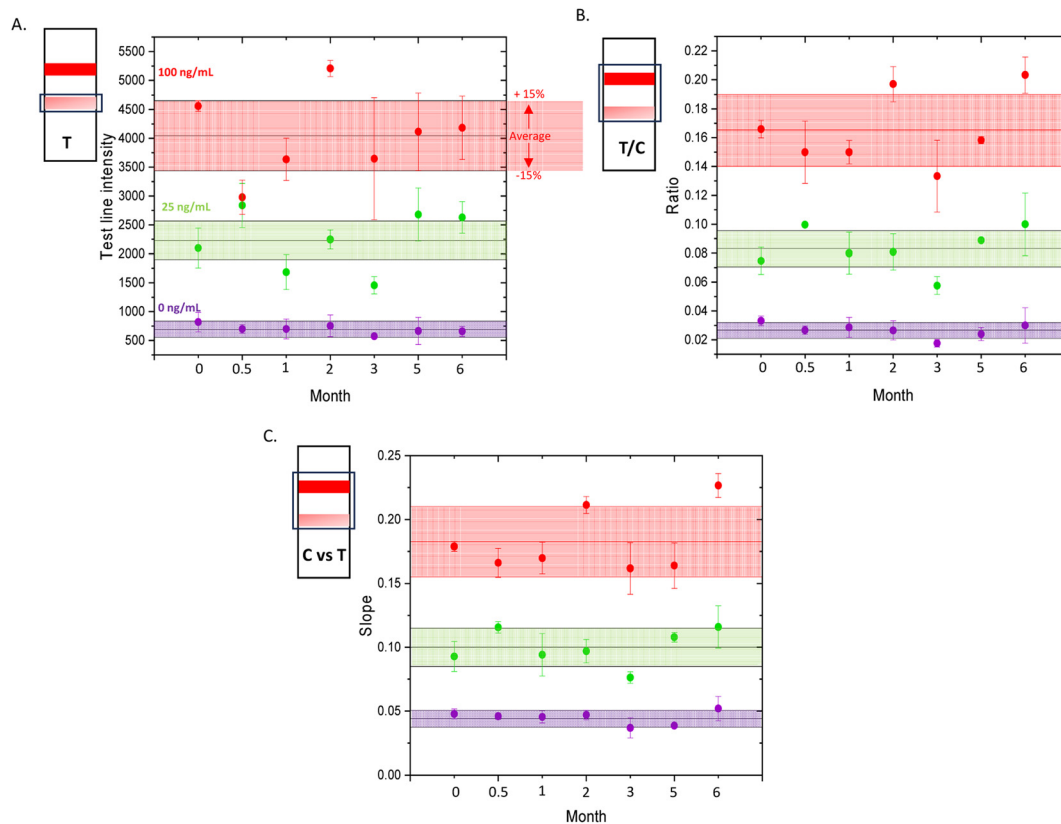 A.
T
Test line intensity
5500
5000
4500
4000
3500
3000
2500
2000
1500
1000
500
100 ng/mL
25 ng/mL
0 ng/mL
+ 15%
Average
-15%
0 0.5 1 2 3 5 6
Month
B.
T/C
Ratio
0.22
0.20
0.18
0.16
0.14
0.12
0.10
0.08
0.06
0.04
0.02
0 0.5 1 2 3 5 6
Month
C.
C vs T
Slope
0.25
0.20
0.15
0.10
0.05
0.00
0 0.5 1 2 3 5 6
Month